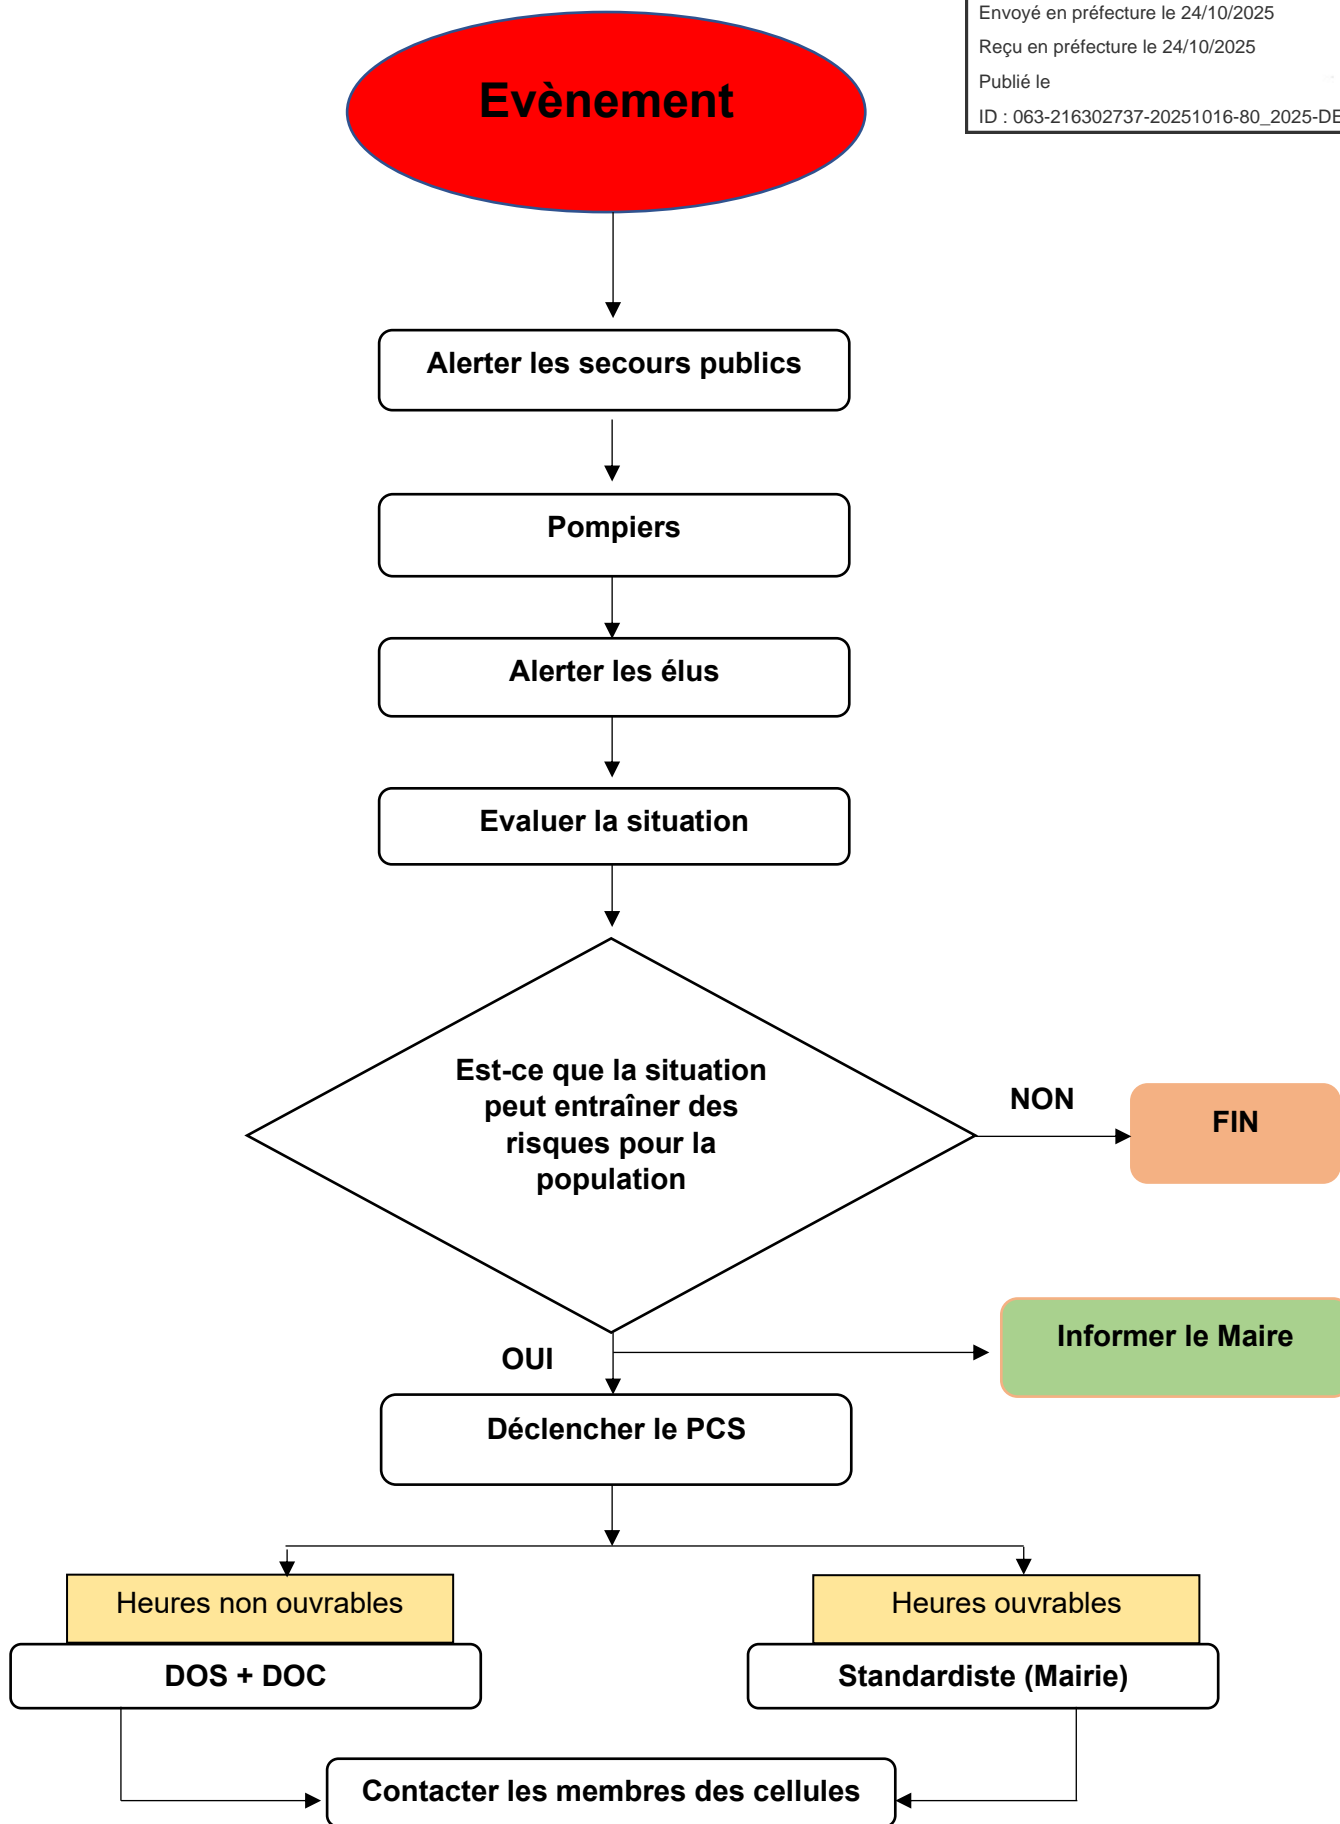 Envoyé en préfecture le 24/10/2025
Reçu en préfecture le 24/10/2025
Publié le
ID : 063-216302737-20251016-80_2025-DE
Evènement
Alerter les secours publics
Pompiers
Alerter les élus
Evaluer la situation
Est-ce que la situation
peut entraîner des
risques pour la
population
NON
FIN
Informer le Maire
OUI
Déclencher le PCS
Heures non ouvrables
Heures ouvrables
DOS + DOC
Standardiste (Mairie)
Contacter les membres des cellules